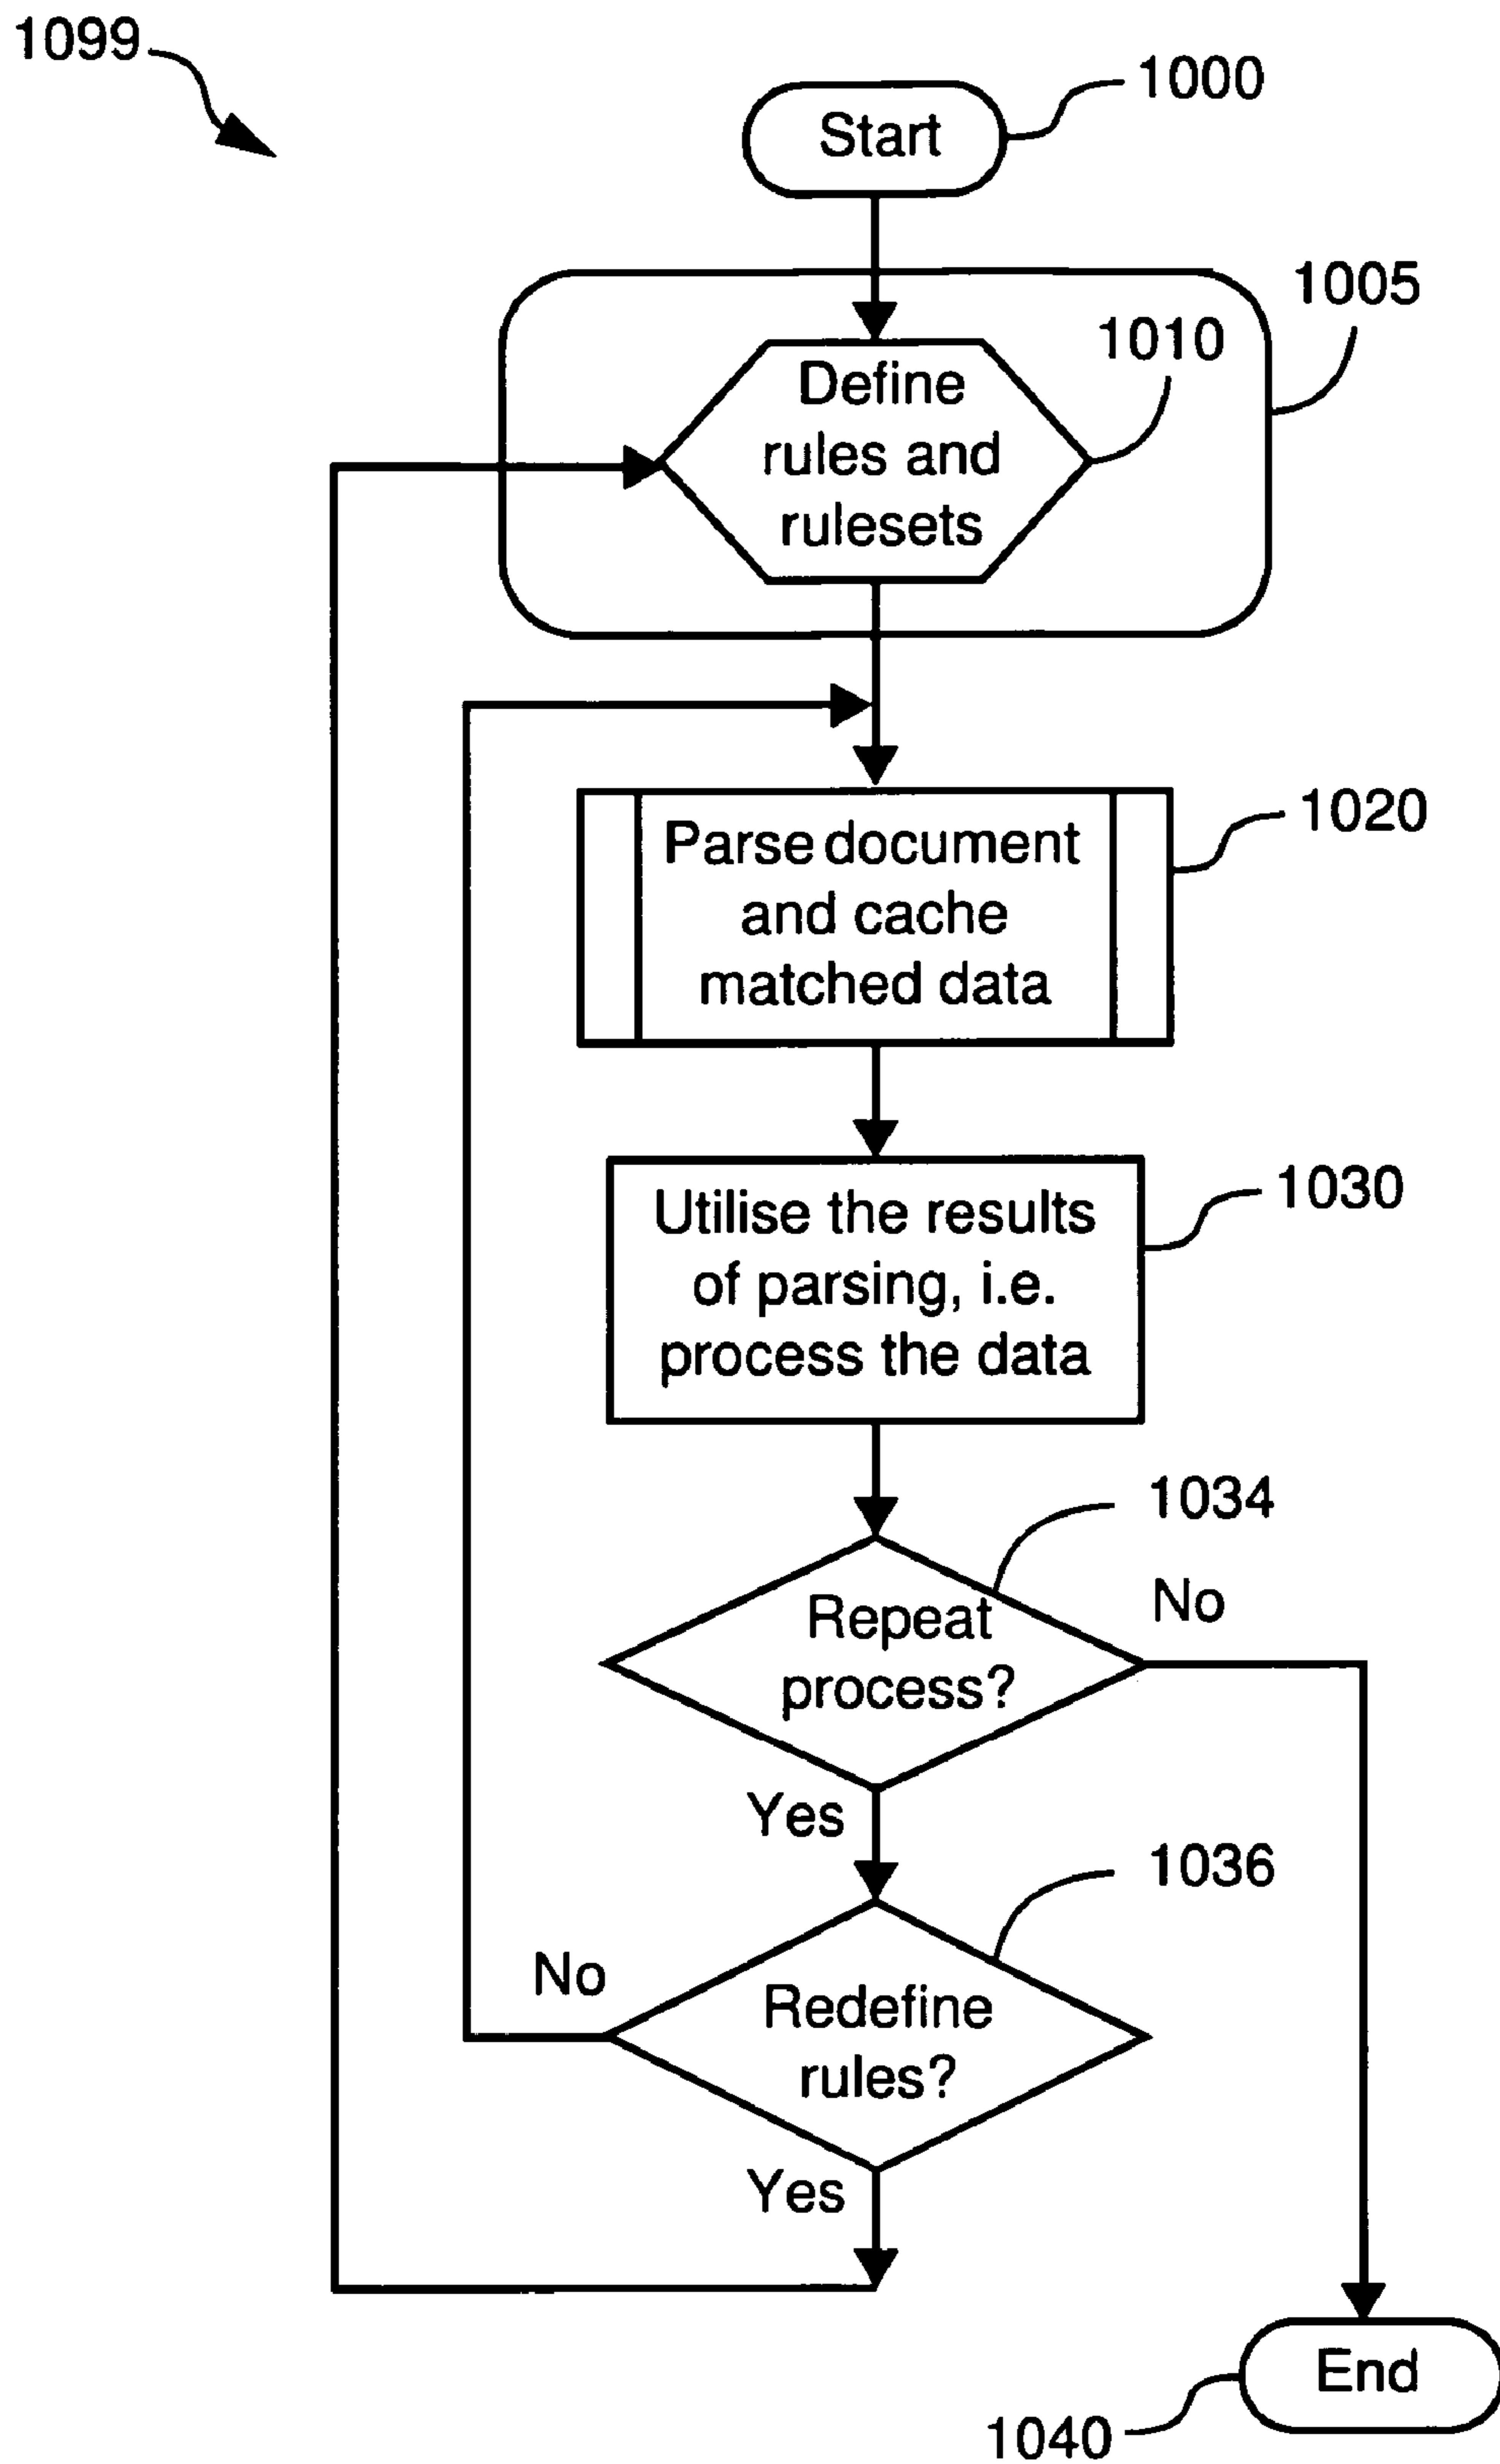 1099
1000
Start
1005
1010
Define
rules and
rulesets
1020
Parse document
and cache
matched data
1030
Utilise the results
of parsing, i.e.
process the data
1034
No
Repeat
process?
Yes
1036
No
Redefine
rules?
Yes
End
1040